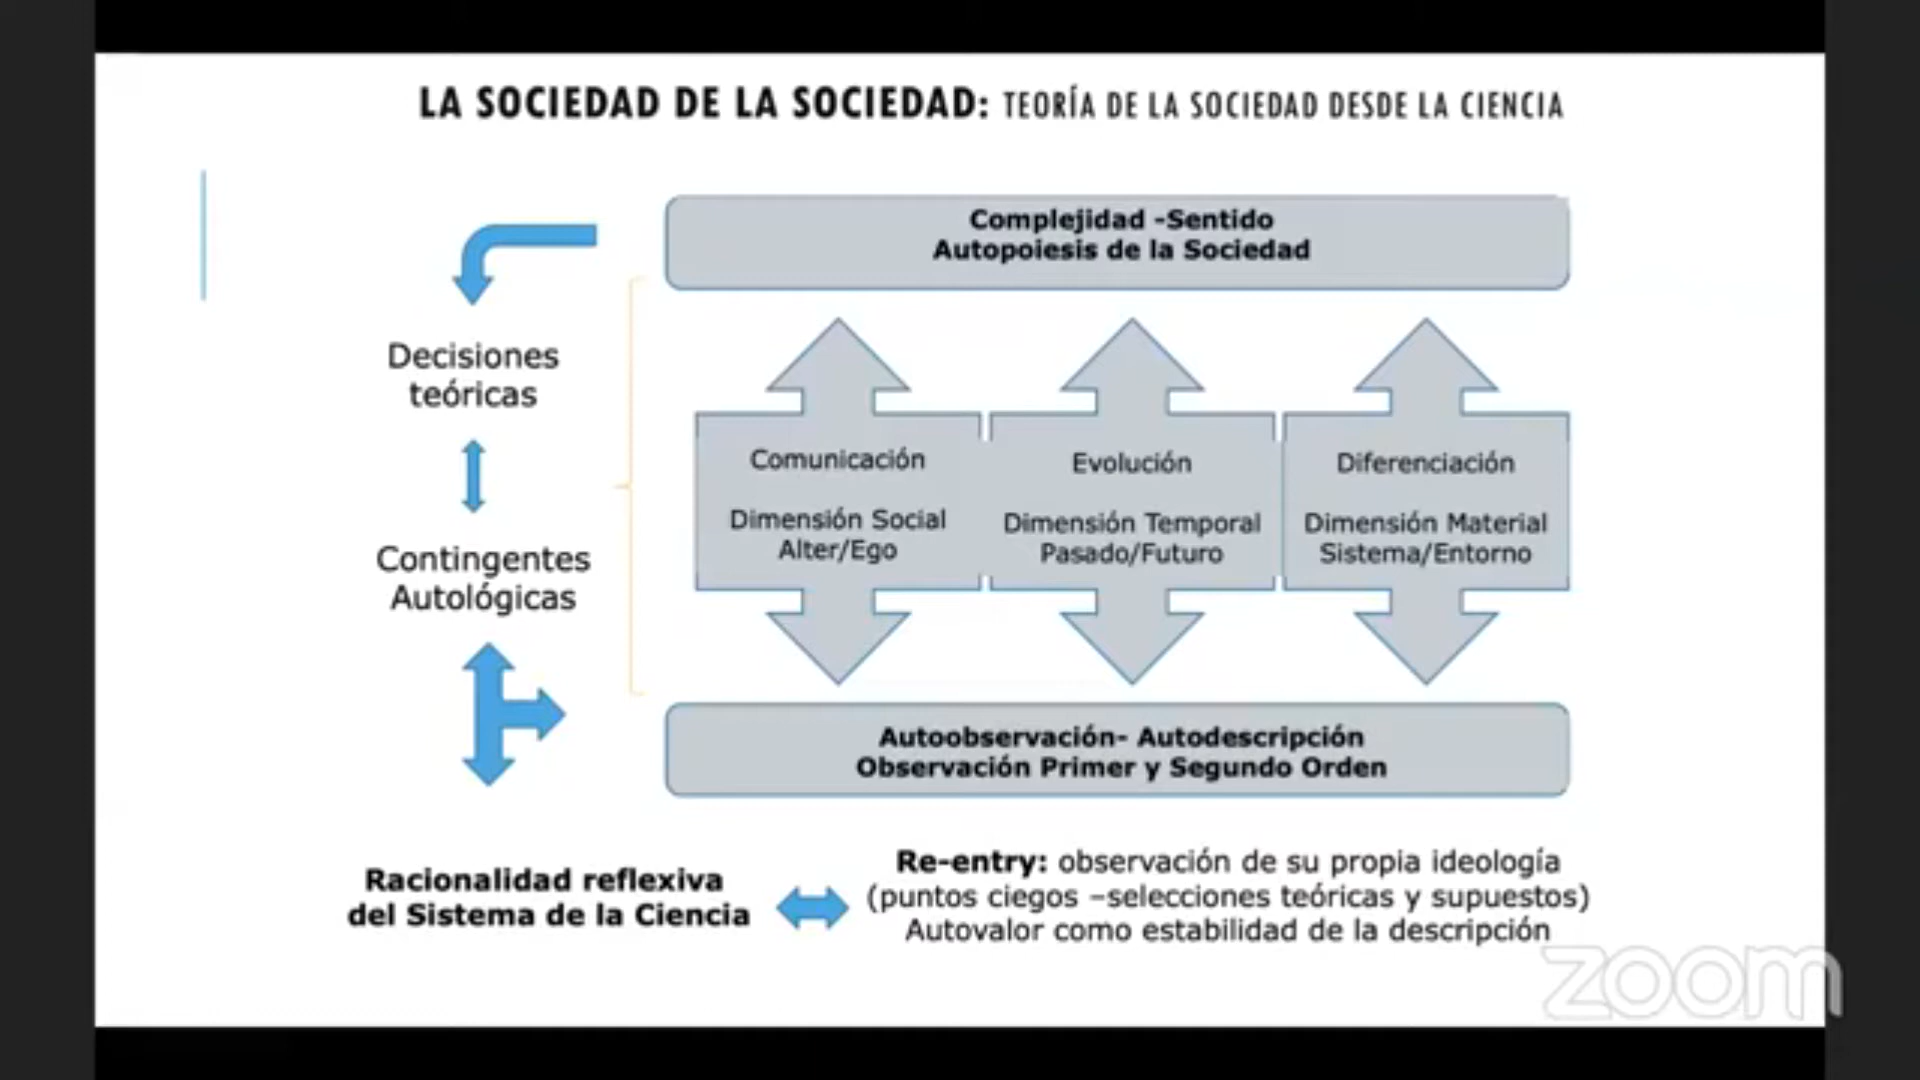 LA SOCIEDAD DE LA SOCIEDAD: TEORÍA DE LA SOCIEDAD DESDE LA CIENCIA
Complejidad -Sentido
Autopoiesis de la Sociedad
Decisiones
teóricas
Contingentes
Autológicas
Comunicación
Dimensión Social
Alter/Ego
Evolución
Dimensión Temporal
Pasado/Futuro
Diferenciación
Dimensión Material
Sistema/Entorno
Autoobservación- Autodescripción
Observación Primer y Segundo Orden
Racionalidad reflexiva
del Sistema de la Ciencia
Re-entry: observación de su propia ideología
(puntos ciegos –selecciones teóricas y supuestos)
Autovalor como estabilidad de la descripción
zoom